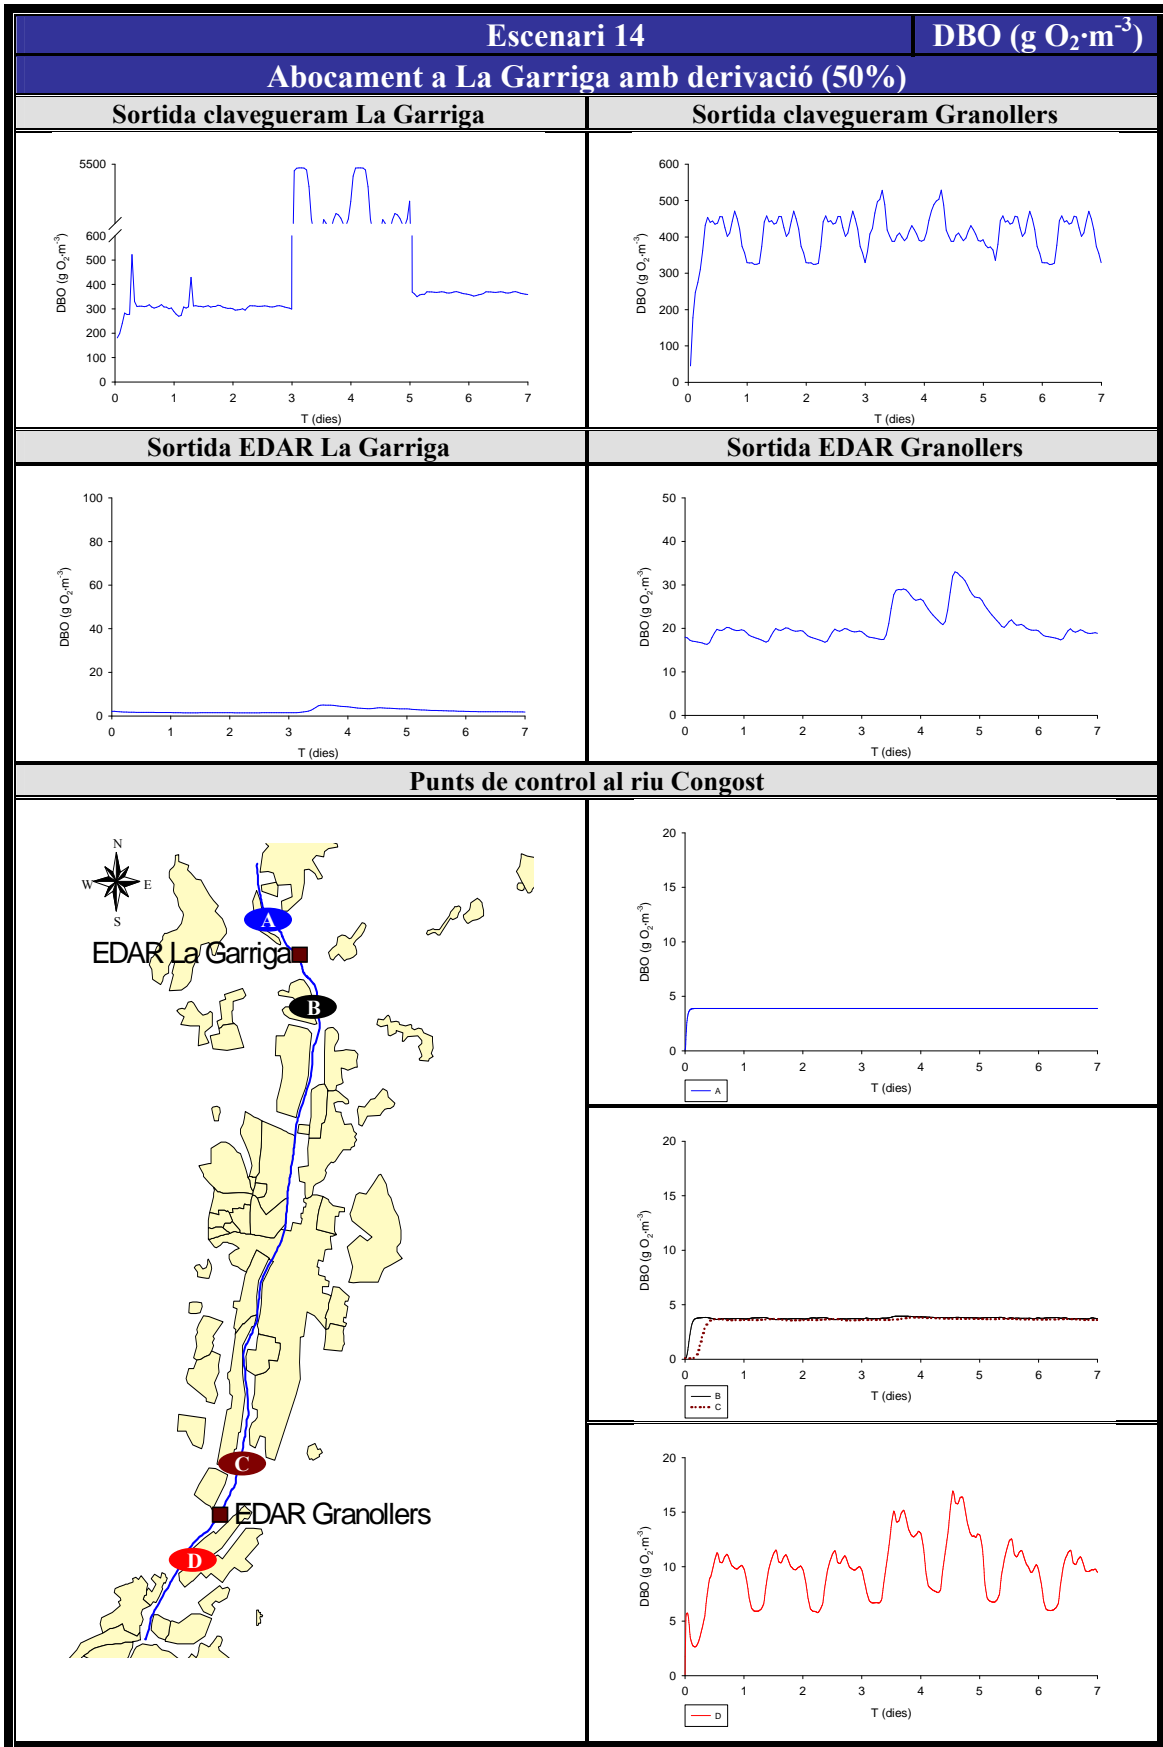 Escenari 14
DBO (g O₂·m⁻³)
Abocament a La Garriga amb derivació (50%)
Sortida clavegueram La Garriga
Sortida clavegueram Granollers
5500
600
500
400
300
200
100
0
DBO (g O₂·m⁻³)
0 1 2 3 4 5 6 7
T (dies)
600
500
400
300
200
100
0
DBO (g O₂·m⁻³)
0 1 2 3 4 5 6 7
T (dies)
Sortida EDAR La Garriga
Sortida EDAR Granollers
100
80
60
40
20
0
DBO (g O₂·m⁻³)
0 1 2 3 4 5 6 7
T (dies)
50
40
30
20
10
0
DBO (g O₂·m⁻³)
0 1 2 3 4 5 6 7
T (dies)
Punts de control al riu Congost
N
W E
S
A
EDAR La Garriga
B
C
EDAR Granollers
D
20
15
10
5
0
DBO (g O₂·m⁻³)
0 1 2 3 4 5 6 7
T (dies)
A
20
15
10
5
0
DBO (g O₂·m⁻³)
0 1 2 3 4 5 6 7
T (dies)
B
C
20
15
10
5
0
DBO (g O₂·m⁻³)
0 1 2 3 4 5 6 7
T (dies)
D